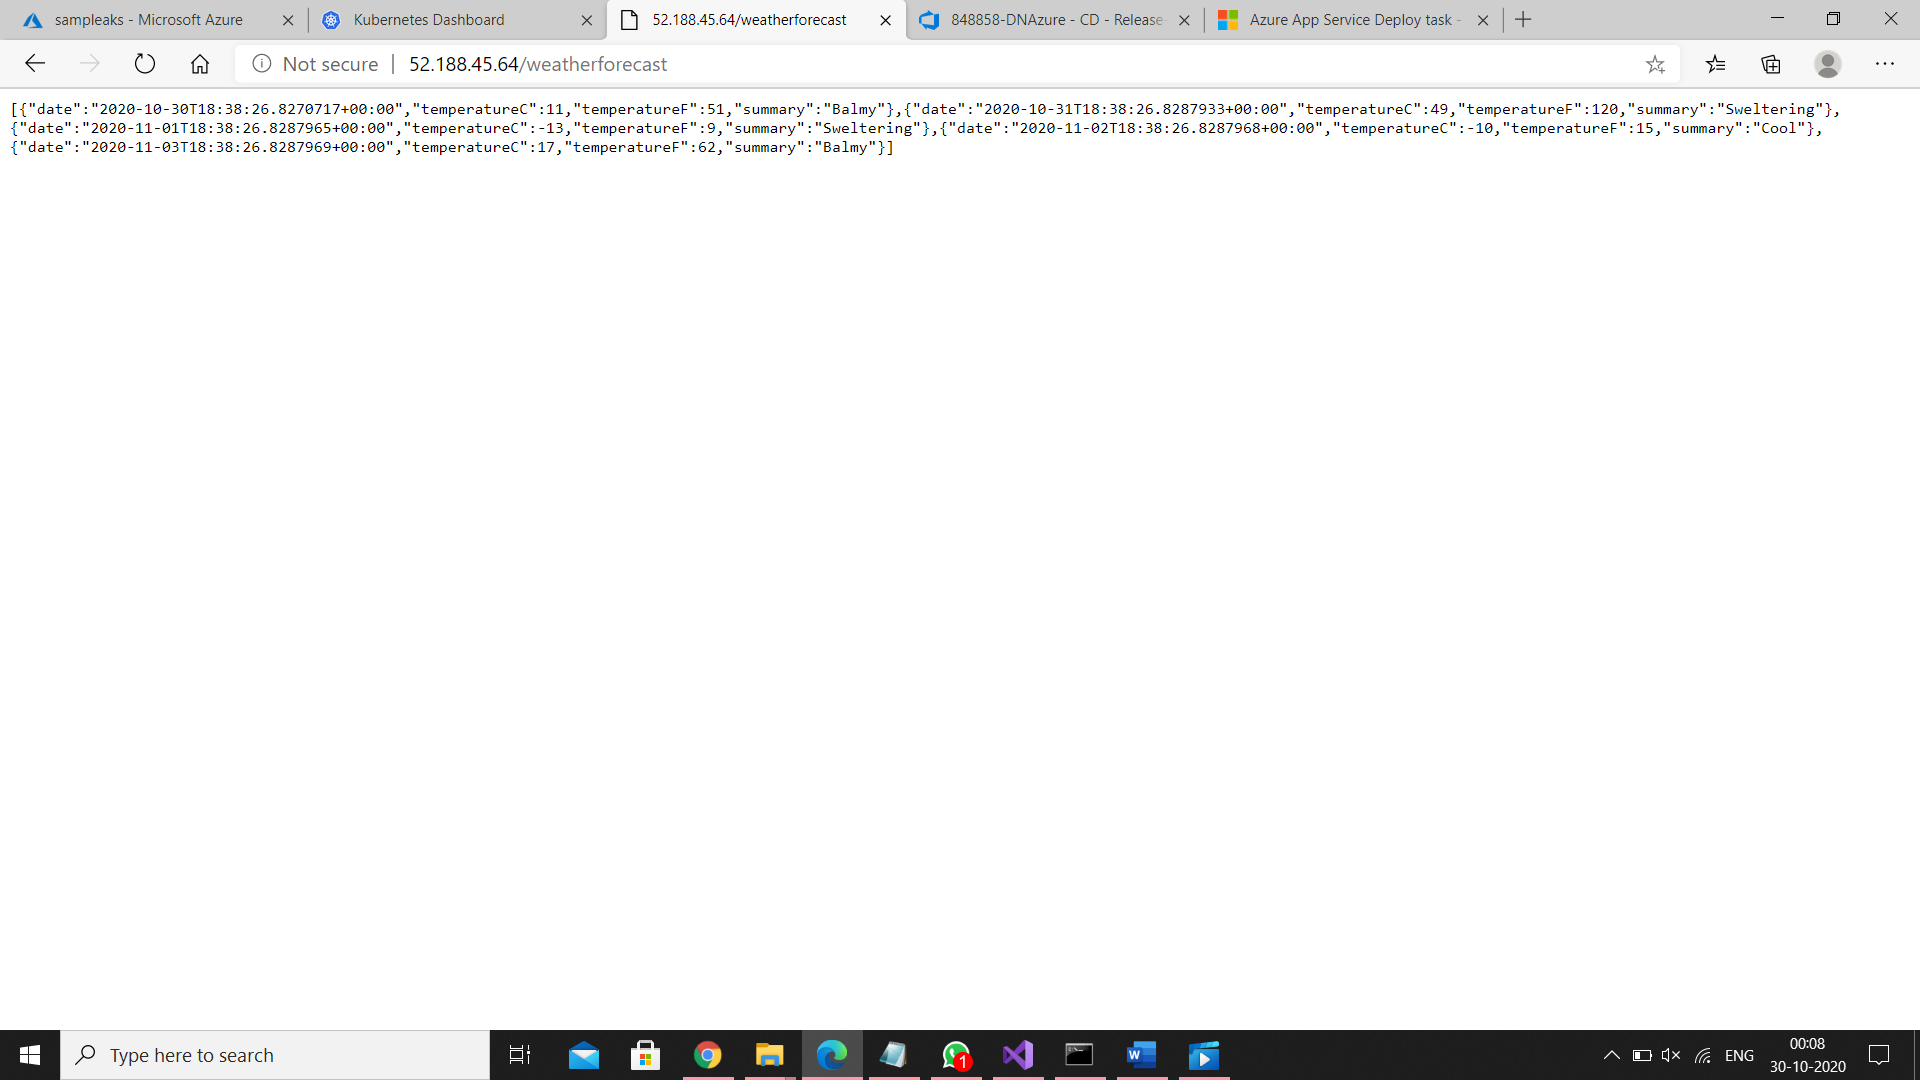 sampleaks - Microsoft Azure
Kubernetes Dashboard
52.188.45.64/weatherforecast
848858-DNAzure - CD - Release-
Azure App Service Deploy task -
Not secure | 52.188.45.64/weatherforecast
[{"date":"2020-10-30T18:38:26.8270717+00:00","temperatureC":11,"temperatureF":51,"summary":"Balmy"},{"date":"2020-10-31T18:38:26.8287933+00:00","temperatureC":49,"temperatureF":120,"summary":"Sweltering"},
{"date":"2020-11-01T18:38:26.8287965+00:00","temperatureC":-13,"temperatureF":9,"summary":"Sweltering"},{"date":"2020-11-02T18:38:26.8287968+00:00","temperatureC":-10,"temperatureF":15,"summary":"Cool"},
{"date":"2020-11-03T18:38:26.8287969+00:00","temperatureC":17,"temperatureF":62,"summary":"Balmy"}]
Type here to search
1
W
ENG
00:08
30-10-2020